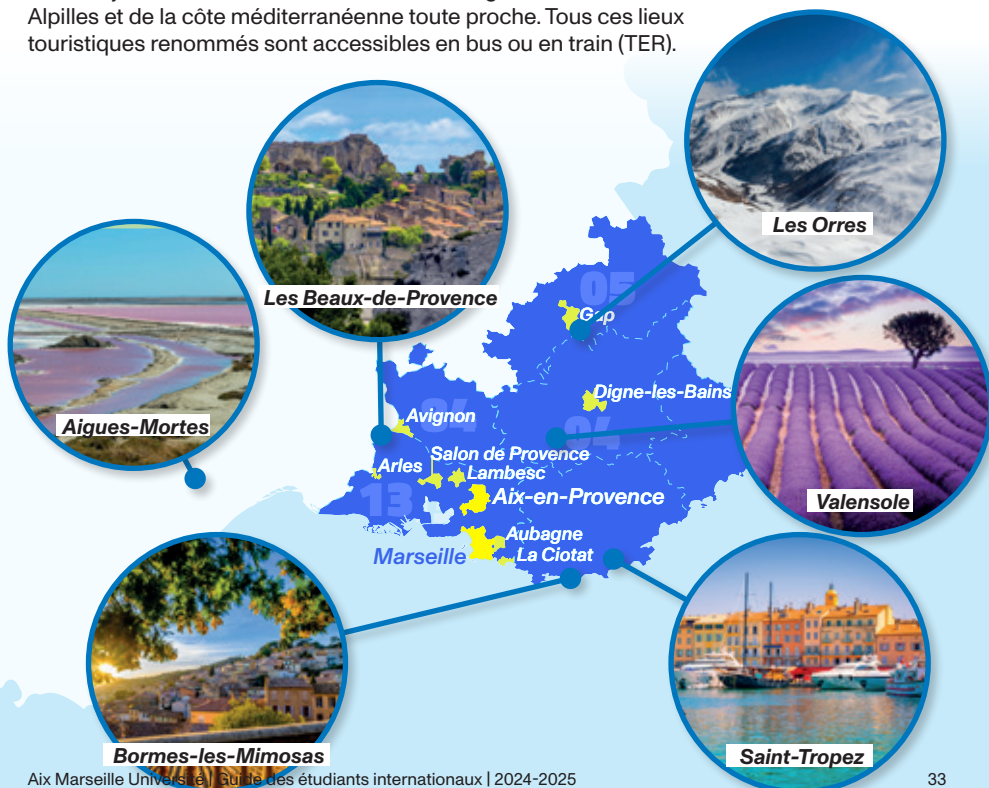 Alpilles et de la côte méditerranéenne toute proche. Tous ces lieux
touristiques renommés sont accessibles en bus ou en train (TER).
Les Orres
Les Beaux-de-Provence
05
Gap
Aigues-Mortes
Digne-les-Bains
84
Avignon
04
Salon de Provence
Arles
Lambesc
13
Aix-en-Provence
Valensole
Aubagne
Marseille
La Ciotat
Bormes-les-Mimosas
Saint-Tropez
Aix Marseille Université | Guide des étudiants internationaux | 2024-2025
33